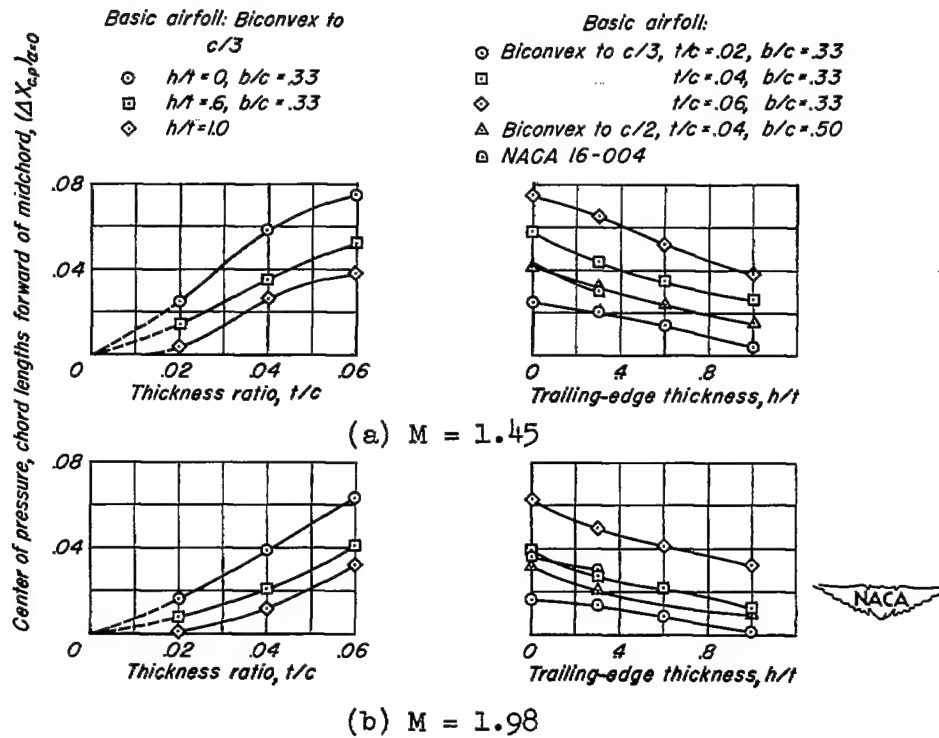 Center of pressure, chord lengths forward of midchord, (ΔX_{c.p.})_{α=0}
Basic airfoil: Biconvex to
c/3
h/t = 0, b/c = .33
h/t = .6, b/c = .33
h/t = 1.0
Basic airfoil:
Biconvex to c/3, t/c = .02, b/c = .33
" t/c = .04, b/c = .33
t/c = .06, b/c = .33
Biconvex to c/2, t/c = .04, b/c = .50
NACA 16-004
.08
.04
0
0 .02 .04 .06
Thickness ratio, t/c
0 .4 .8
Trailing-edge thickness, h/t
(a) M = 1.45
.08
.04
0
0 .02 .04 .06
Thickness ratio, t/c
0 .4 .8
Trailing-edge thickness, h/t
NACA
(b) M = 1.98